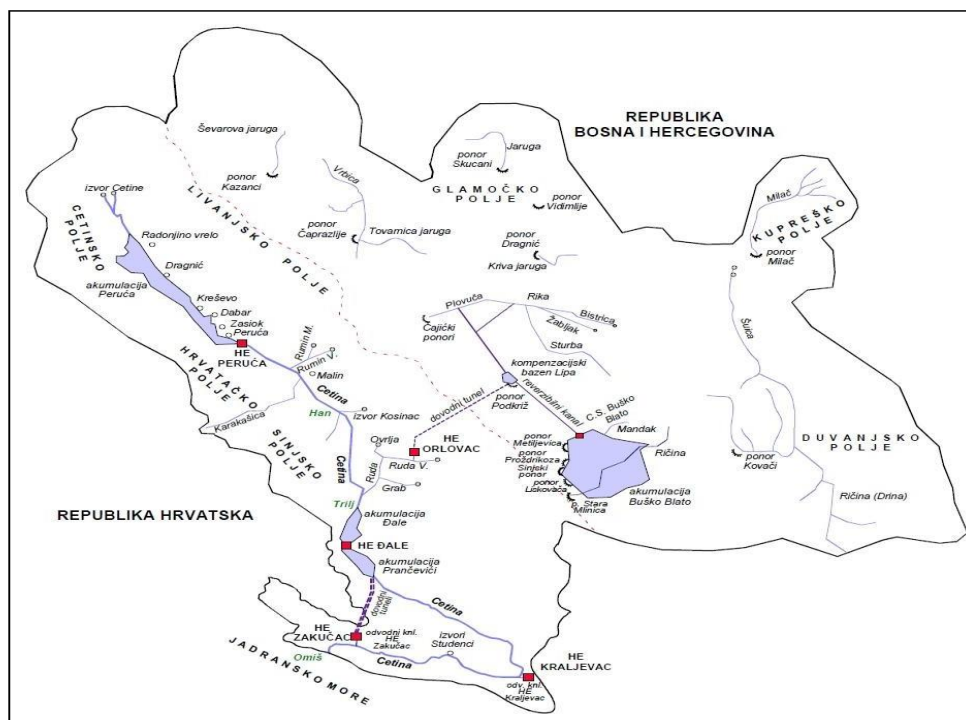 REPUBLIKA
BOSNA I HERCEGOVINA
Ševarova jaruga
ponor
Kazanci
Vrbica
ponor
Skucani
Jaruga
GLAMOČKO
POLJE
ponor
Vidimlije
Milač
KUPREŠKO
POLJE
ponor
Milač
izvor Cetine
CETINSKO
POLJE
LIVANJSKO POLJE
ponor
Čaprazlije
Tovarnica jaruga
ponor
Dragnić
Kriva jaruga
Radonjino vrelo
Dragnić
akumulacija
Peruča
Kreševo
Dabar
Zasiok
Peruča
HE
PERUČA
Plovuča
Rika
Bistrica
Žabljak
Sturba
Čajički
ponori
Šuica
HRVATAČKO
POLJE
Rumin M.
Rumin V.
Malin
Cetina
Karakašica
Han
izvor Kosinac
kompenzacijski
bazen Lipa
ponor
Podkriž
dovodni tunel
reverzibilni kanal
C.S. Buško
Blato
Mandak
Ričina
SINJSKO
POLJE
Cetina
Ovrlja
HE
ORLOVAC
Ruda
Ruda V.
Grab
ponor
Metiljevica
ponor
Proždrikoza
Sinjski
ponor
ponor
Liskovača
p. Stara
Mlinica
akumulacija
Buško Blato
DUVANJSKO
POLJE
ponor
Kovači
Ričina (Drina)
REPUBLIKA HRVATSKA
Trilj
akumulacija
Đale
HE ĐALE
akumulacija
Prančevići
dovodni
tuneli
Cetina
HE
ZAKUČAC
odvodni knl.
HE
Zakučac
izvori
Studenci
Omiš
Cetina
JADRANSKO MORE
HE
KRALJEVAC
odv. knl.
HE
Kraljevac